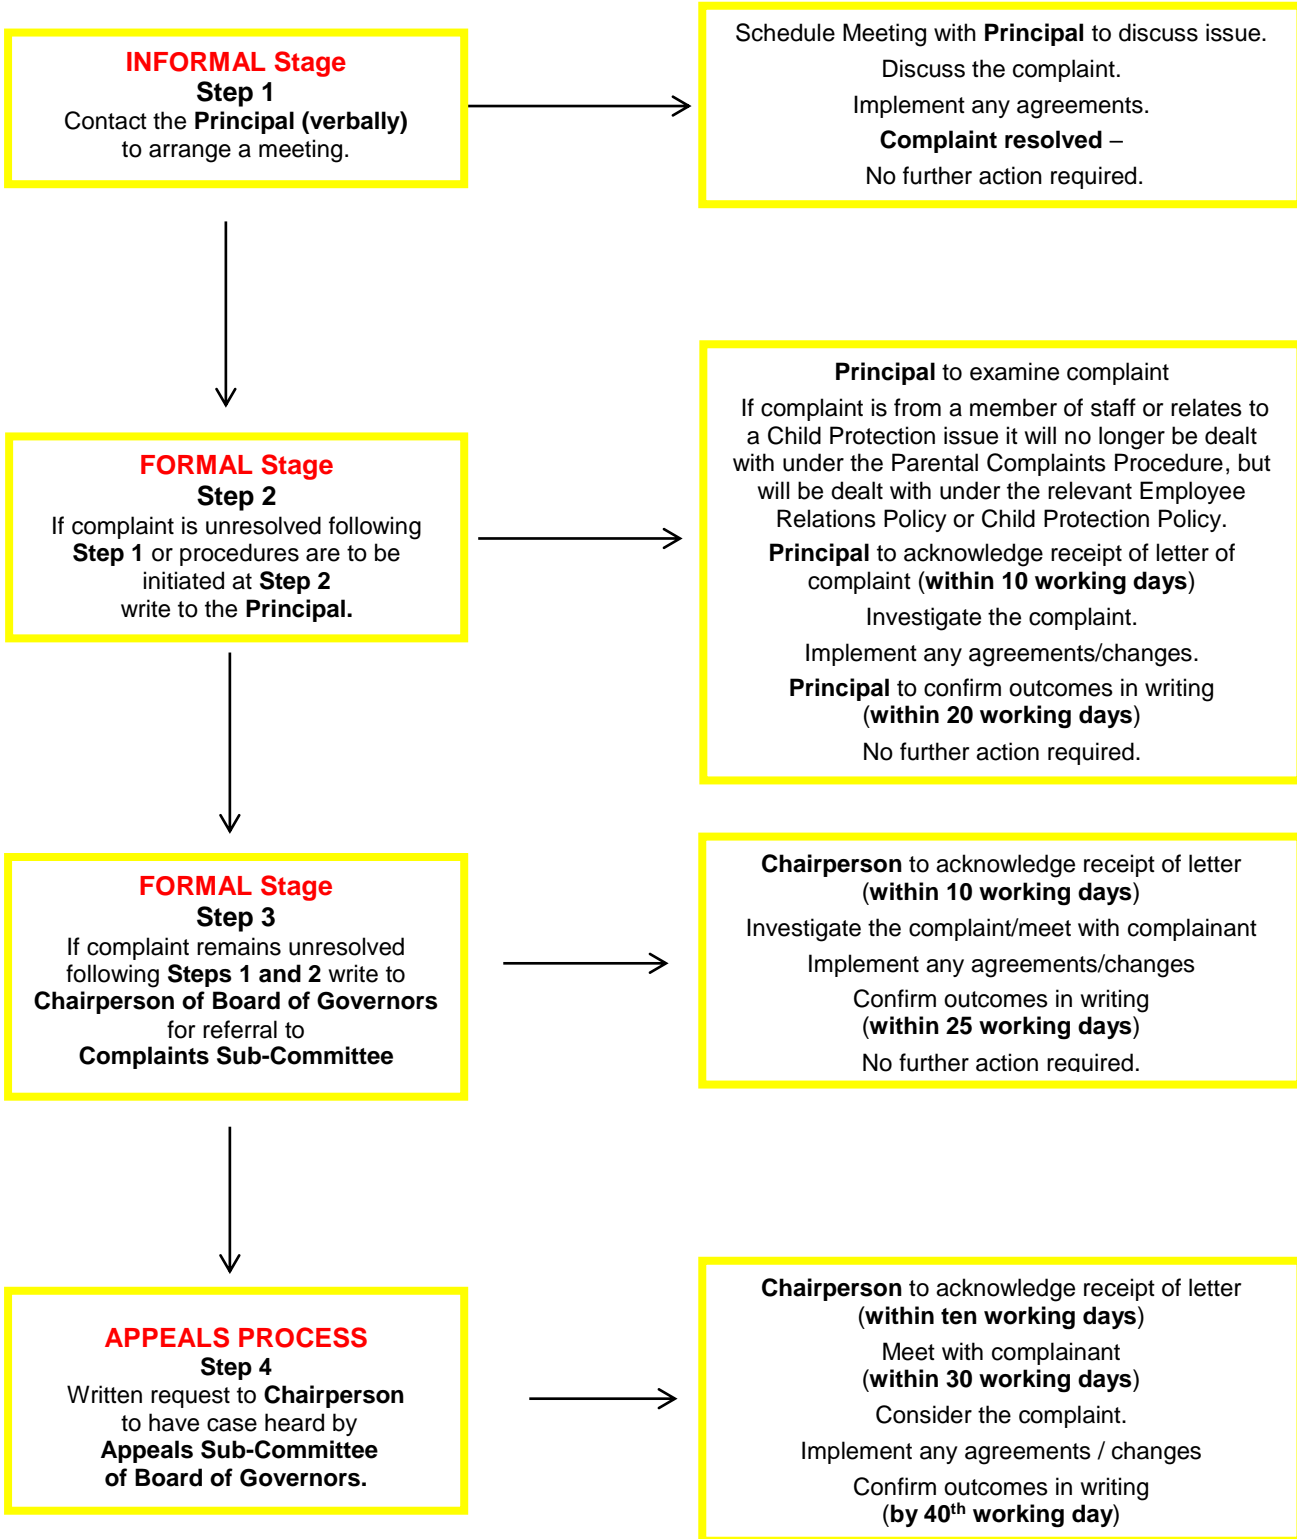 INFORMAL Stage
Step 1
Contact the Principal (verbally)
to arrange a meeting.
Schedule Meeting with Principal to discuss issue.
Discuss the complaint.
Implement any agreements.
Complaint resolved –
No further action required.
FORMAL Stage
Step 2
If complaint is unresolved following
Step 1 or procedures are to be
initiated at Step 2
write to the Principal.
Principal to examine complaint
If complaint is from a member of staff or relates to
a Child Protection issue it will no longer be dealt
with under the Parental Complaints Procedure, but
will be dealt with under the relevant Employee
Relations Policy or Child Protection Policy.
Principal to acknowledge receipt of letter of
complaint (within 10 working days)
Investigate the complaint.
Implement any agreements/changes.
Principal to confirm outcomes in writing
(within 20 working days)
No further action required.
FORMAL Stage
Step 3
If complaint remains unresolved
following Steps 1 and 2 write to
Chairperson of Board of Governors
for referral to
Complaints Sub-Committee
Chairperson to acknowledge receipt of letter
(within 10 working days)
Investigate the complaint/meet with complainant
Implement any agreements/changes
Confirm outcomes in writing
(within 25 working days)
No further action required.
APPEALS PROCESS
Step 4
Written request to Chairperson
to have case heard by
Appeals Sub-Committee
of Board of Governors.
Chairperson to acknowledge receipt of letter
(within ten working days)
Meet with complainant
(within 30 working days)
Consider the complaint.
Implement any agreements / changes
Confirm outcomes in writing
(by 40th working day)